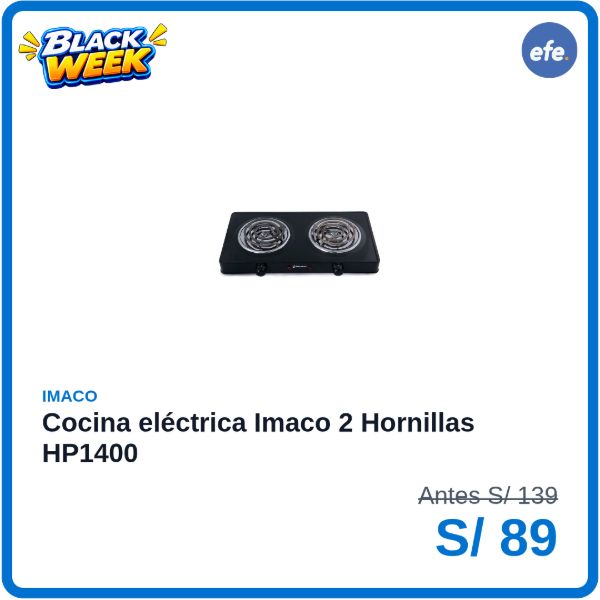 BLACK
WEEK
efe.
IMACO
Cocina eléctrica Imaco 2 Hornillas
HP1400
Antes S/ 139
S/ 89